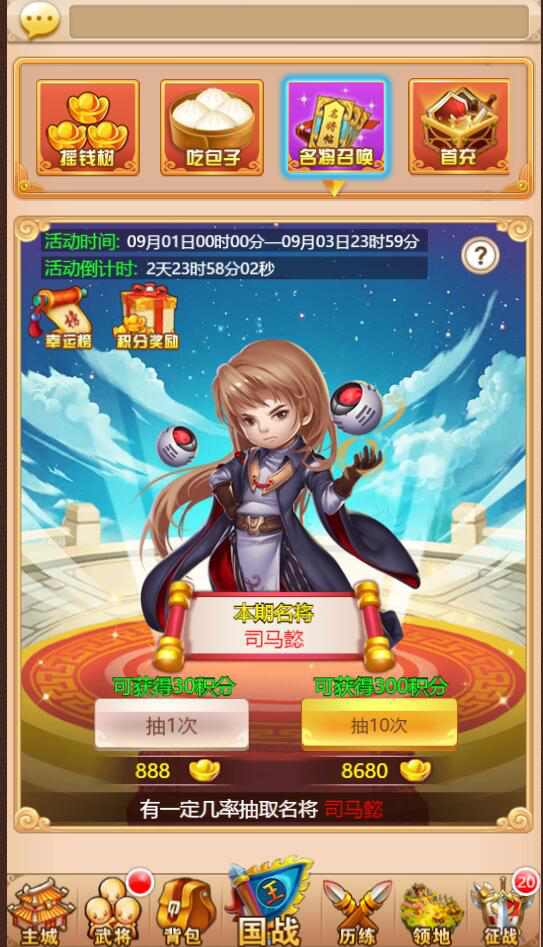 摇钱树
吃包子
名将帖
名将召唤
首充
活动时间: 09月01日00时00分—09月03日23时59分
?
活动倒计时: 2天23时58分02秒
榜
幸运榜
积分奖励
本期名将
司马懿
可获得30积分
可获得300积分
抽1次
抽10次
888
8680
有一定几率抽取名将 司马懿
王
20
主城
武将
背包
国战
历练
领地
征战